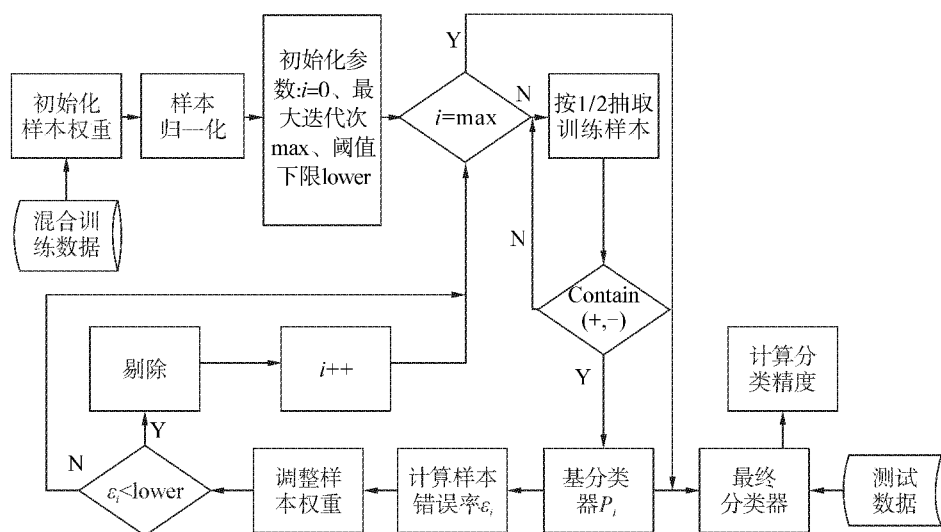 初始化
样本权重
样本
归一化
初始化参
数:i=0、最
大迭代次
max、阈值
下限lower
Y
i=max
N
按1/2抽取
训练样本
混合训
练数据
N
Contain
(+,−)
Y
剔除
i++
计算分
类精度
Y
N
εi<lower
调整样
本权重
计算样本
错误率εi
基分类
器Pi
最终
分类器
测试
数据